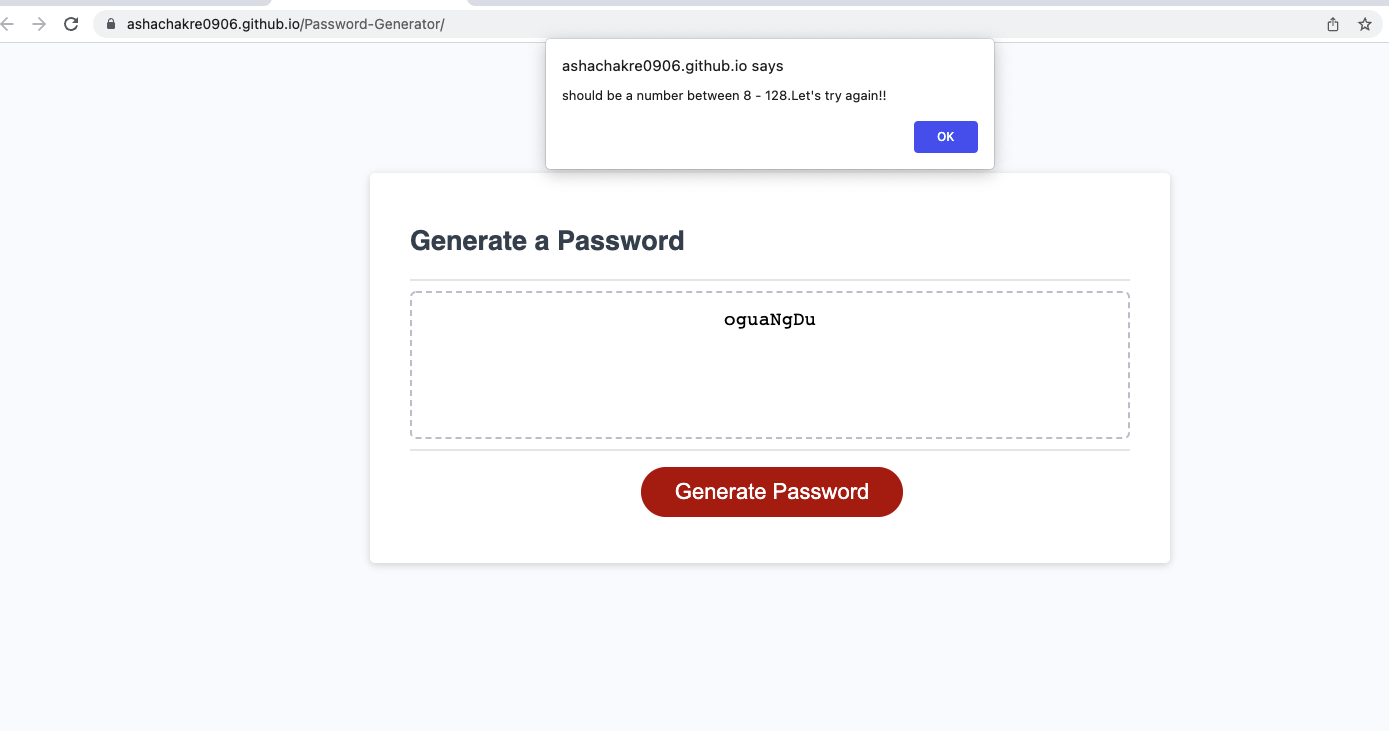 ashachakre0906.github.io/Password-Generator/
ashachakre0906.github.io says
should be a number between 8 - 128.Let's try again!!
OK
Generate a Password
oguaNgDu
Generate Password